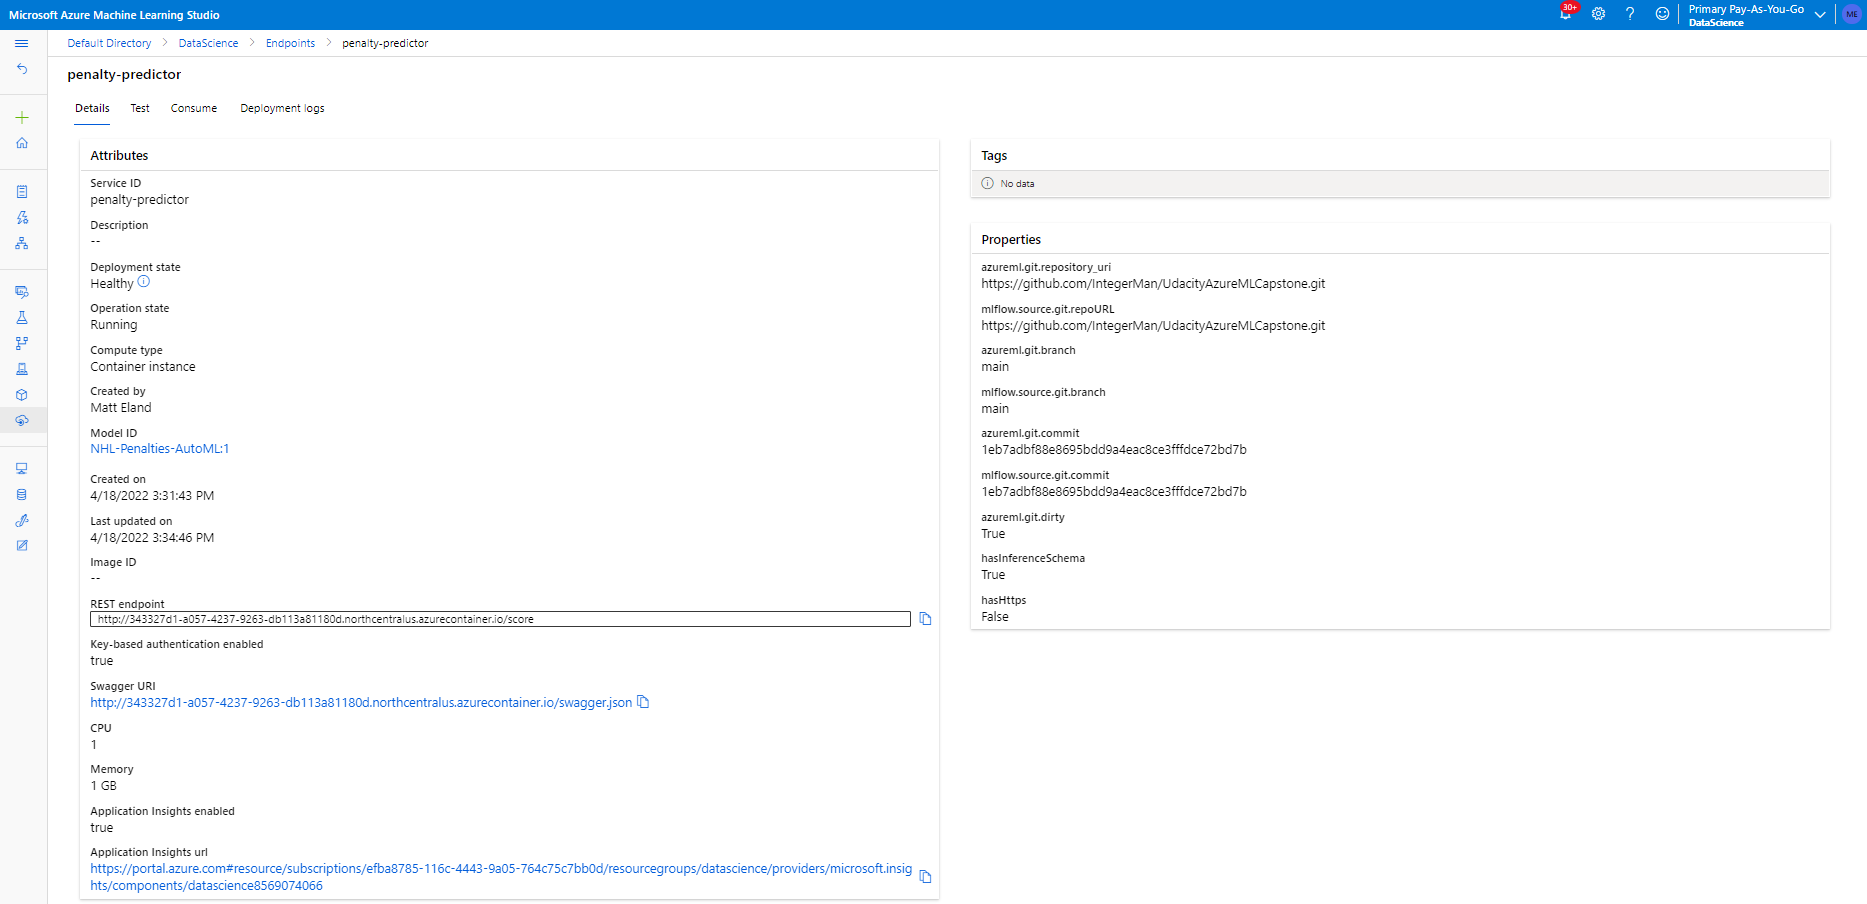 Microsoft Azure Machine Learning Studio
30+
Primary Pay-As-You-Go
DataScience
ME
Default Directory > DataScience > Endpoints > penalty-predictor
penalty-predictor
Details Test Consume Deployment logs
Attributes
Service ID
penalty-predictor
Description
--
Deployment state
Healthy
Operation state
Running
Compute type
Container instance
Created by
Matt Eland
Model ID
NHL-Penalties-AutoML:1
Created on
4/18/2022 3:31:43 PM
Last updated on
4/18/2022 3:34:46 PM
Image ID
--
REST endpoint
http://343327d1-a057-4237-9263-db113a81180d.northcentralus.azurecontainer.io/score
Key-based authentication enabled
true
Swagger URI
http://343327d1-a057-4237-9263-db113a81180d.northcentralus.azurecontainer.io/swagger.json
CPU
1
Memory
1 GB
Application Insights enabled
true
Application Insights url
https://portal.azure.com#resource/subscriptions/efba8785-116c-4443-9a05-764c75c7bb0d/resourcegroups/datascience/providers/microsoft.insig
hts/components/datascience8569074066
Tags
No data
Properties
azureml.git.repository_uri
https://github.com/IntegerMan/UdacityAzureMLCapstone.git
mlflow.source.git.repoURL
https://github.com/IntegerMan/UdacityAzureMLCapstone.git
azureml.git.branch
main
mlflow.source.git.branch
main
azureml.git.commit
1eb7adbf88e8695bdd9a4eac8ce3fffdce72bd7b
mlflow.source.git.commit
1eb7adbf88e8695bdd9a4eac8ce3fffdce72bd7b
azureml.git.dirty
True
hasInferenceSchema
True
hasHttps
False